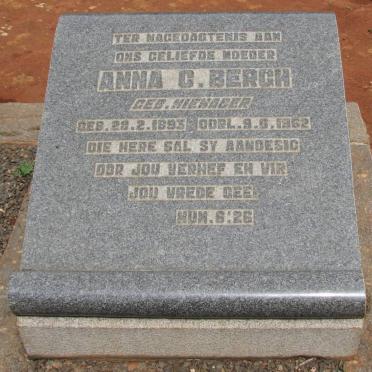 TER NAGEDAGTENIS AAN
ONS GELIEFDE MOEDER
ANNA C. BERGH
GEB. NIENABER
GEB. 29.2.1893 OORL. 9.6.1962
DIE HERE SAL SY AANGESIG
OOR JOU VERHEF EN VIR
JOU VREDE GEE.
NUM. 6:26